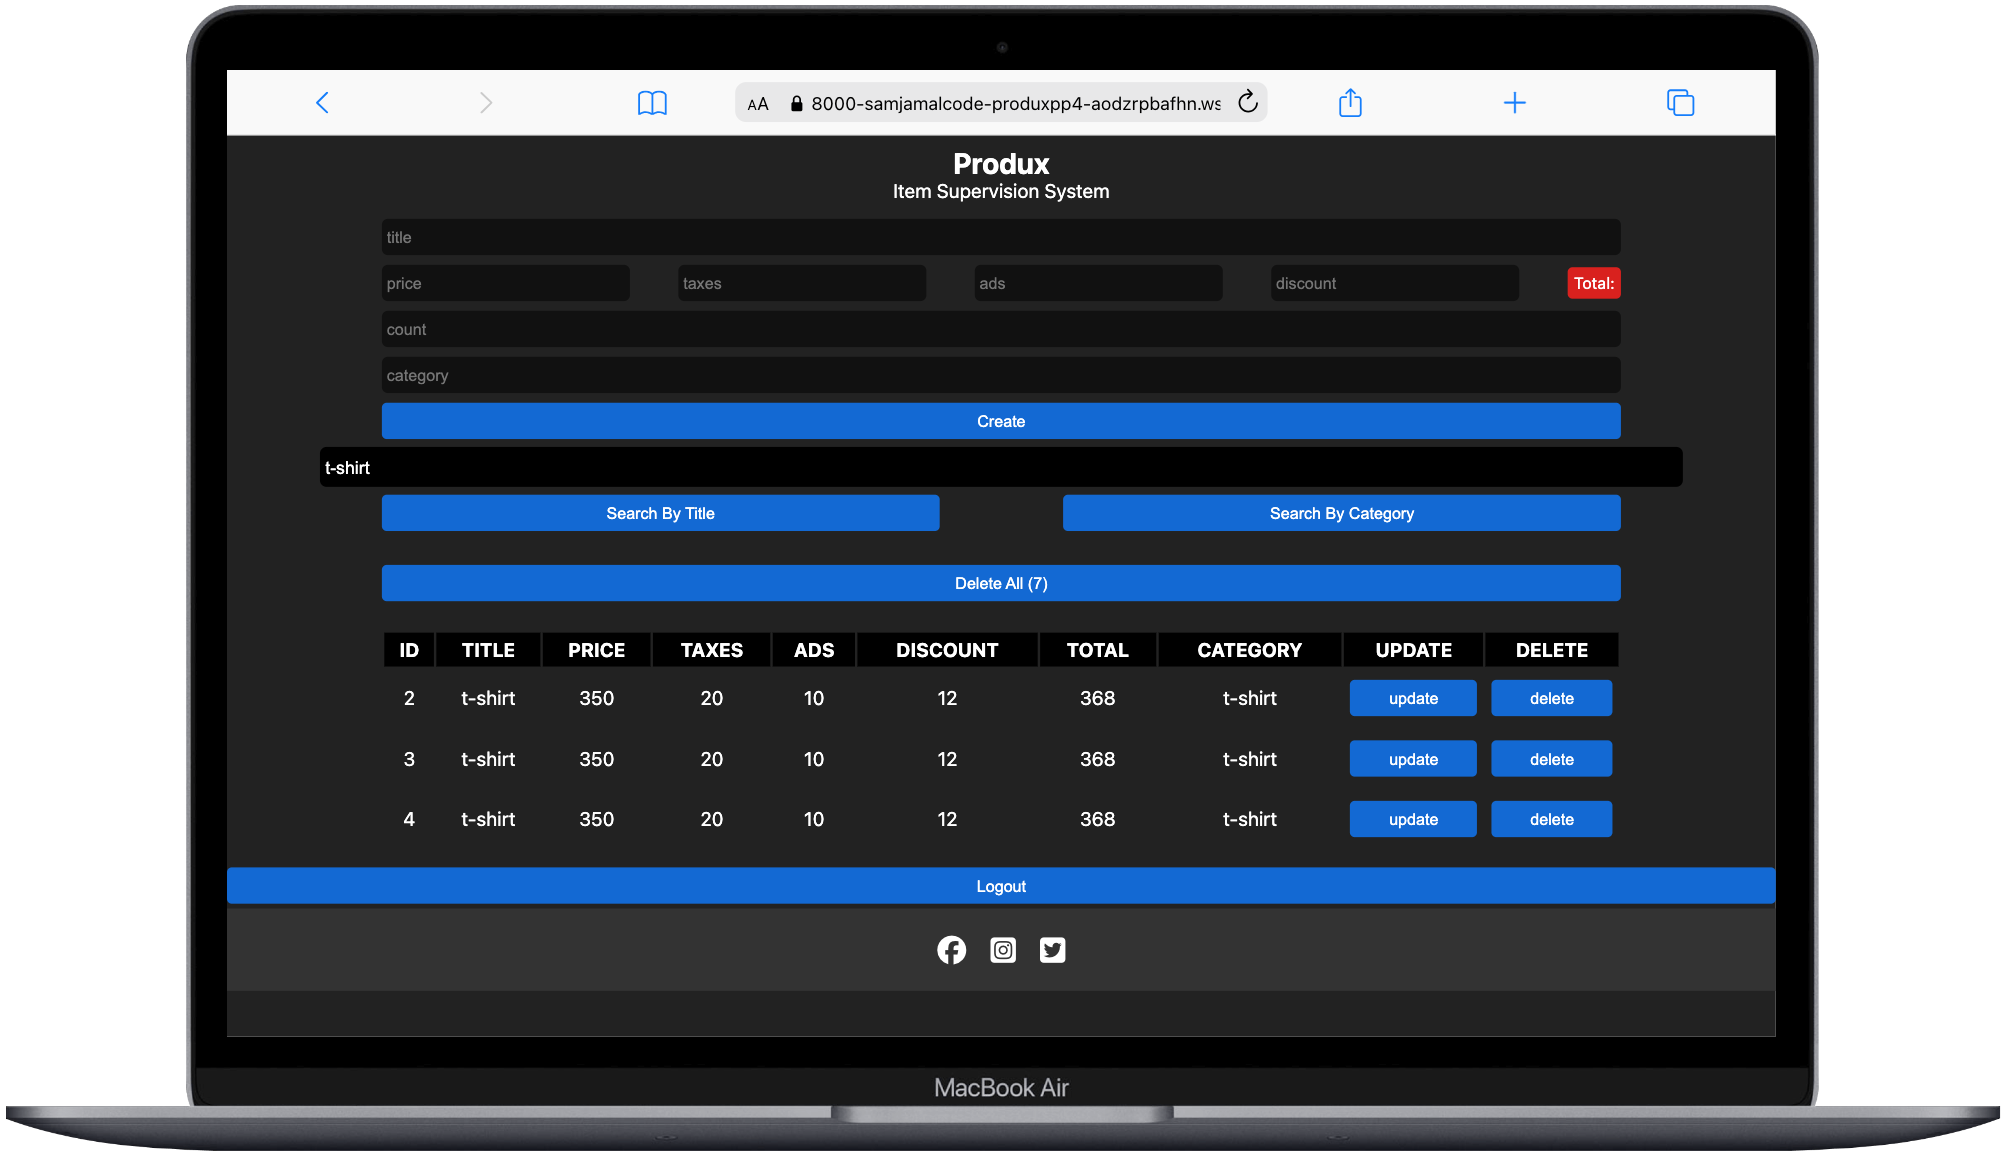 AA 8000-samjamalcode-produxpp4-aodzrpbafhn.ws
Produx
Item Supervision System
title
price taxes ads discount Total:
count
category
Create
t-shirt
Search By Title Search By Category
Delete All (7)
ID TITLE PRICE TAXES ADS DISCOUNT TOTAL CATEGORY UPDATE DELETE
2 t-shirt 350 20 10 12 368 t-shirt update delete
3 t-shirt 350 20 10 12 368 t-shirt update delete
4 t-shirt 350 20 10 12 368 t-shirt update delete
Logout
MacBook Air